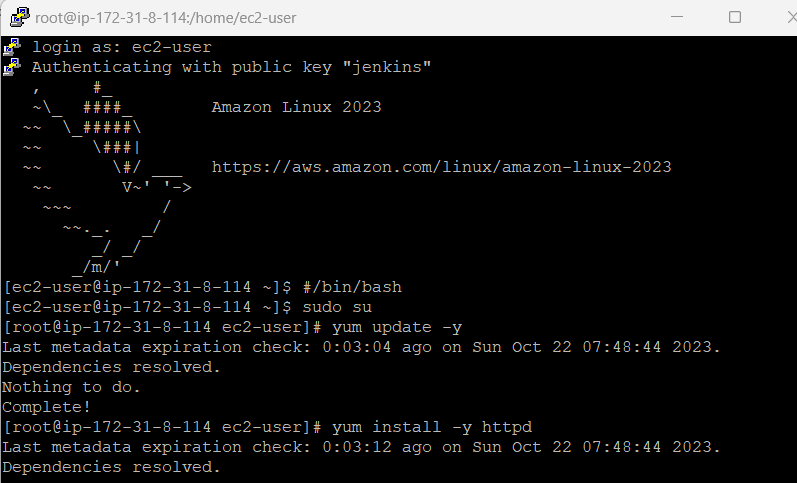 root@ip-172-31-8-114:/home/ec2-user
login as: ec2-user
Authenticating with public key "jenkins"
   ,     #_
   ~\_  ####_        Amazon Linux 2023
  ~~  \_#####\
  ~~     \###|
  ~~       \#/ ___   https://aws.amazon.com/linux/amazon-linux-2023
   ~~       V~' '->
    ~~~         /
      ~~._.   _/
         _/ _/
       _/m/'
[ec2-user@ip-172-31-8-114 ~]$ #/bin/bash
[ec2-user@ip-172-31-8-114 ~]$ sudo su
[root@ip-172-31-8-114 ec2-user]# yum update -y
Last metadata expiration check: 0:03:04 ago on Sun Oct 22 07:48:44 2023.
Dependencies resolved.
Nothing to do.
Complete!
[root@ip-172-31-8-114 ec2-user]# yum install -y httpd
Last metadata expiration check: 0:03:12 ago on Sun Oct 22 07:48:44 2023.
Dependencies resolved.